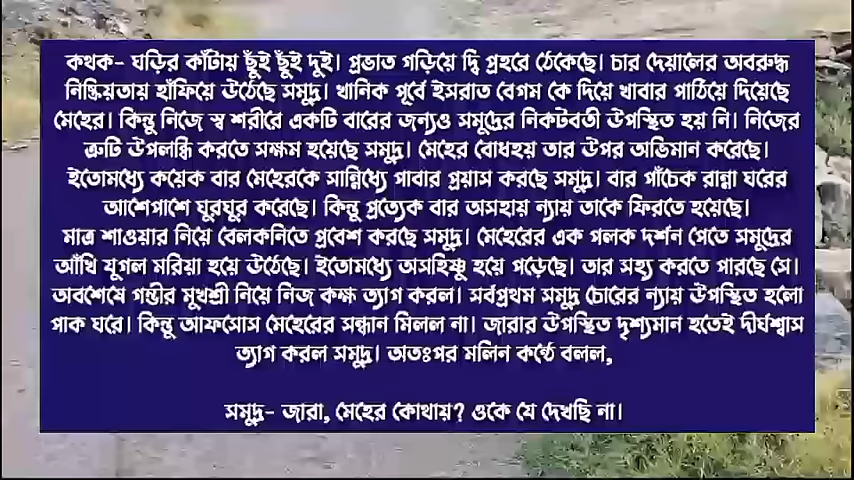 কথক- ঘড়ির কাঁটায় ছুঁই ছুঁই দুই। প্রভাত গড়িয়ে দ্বি প্রহরে ঠেকেছে। চার দেয়ালের অবরুদ্ধ
নিষ্ক্রিয়তায় হাঁফিয়ে উঠেছে সমুদ্র। খানিক পূর্বে ইসরাত বেগম কে দিয়ে খাবার পাঠিয়ে দিয়েছে
মেহের। কিন্তু নিজে স্ব শরীরে একটি বারের জন্যও সমুদ্রের নিকটবর্তী উপস্থিত হয় নি। নিজের
ত্রুটি উপলব্ধি করতে সক্ষম হয়েছে সমুদ্র। মেহের বোধহয় তার উপর অভিমান করেছে।
ইতোমধ্যে কয়েক বার মেহেরকে সান্নিধ্যে পাবার প্রয়াস করছে সমুদ্র। বার পাঁচেক রান্না ঘরের
আশেপাশে ঘুরঘুর করেছে। কিন্তু প্রত্যেক বার অসহায় ন্যায় তাকে ফিরতে হয়েছে।
মাত্র শাওয়ার নিয়ে বেলকনিতে প্রবেশ করছে সমুদ্র। মেহেরের এক পলক দর্শন পেতে সমুদ্রের
আঁখি যুগল মরিয়া হয়ে উঠেছে। ইতোমধ্যে অসহিষ্ণু হয়ে পড়েছে। তার সহ্য করতে পারছে সে।
অবশেষে গম্ভীর মুখশ্রী নিয়ে নিজ কক্ষ ত্যাগ করল। সর্বপ্রথম সমুদ্র চোরের ন্যায় উপস্থিত হলো
পাক ঘরে। কিন্তু আফসোস মেহেরের সন্ধান মিলল না। জারার উপস্থিত দৃশ্যমান হতেই দীর্ঘশ্বাস
ত্যাগ করল সমুদ্র। অতঃপর মলিন কন্ঠে বলল,
সমুদ্র- জারা, মেহের কোথায়? ওকে যে দেখছি না।